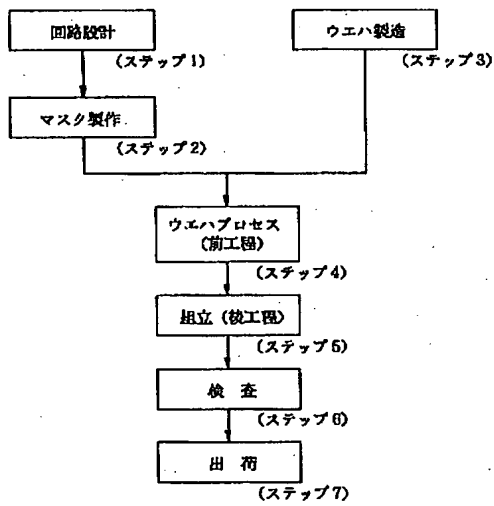 回路設計
(ステップ1)
ウエハ製造
(ステップ3)
マスク製作
(ステップ2)
ウエハプロセス
(前工程)
(ステップ4)
組立(後工程)
(ステップ5)
検 査
(ステップ6)
出 荷
(ステップ7)